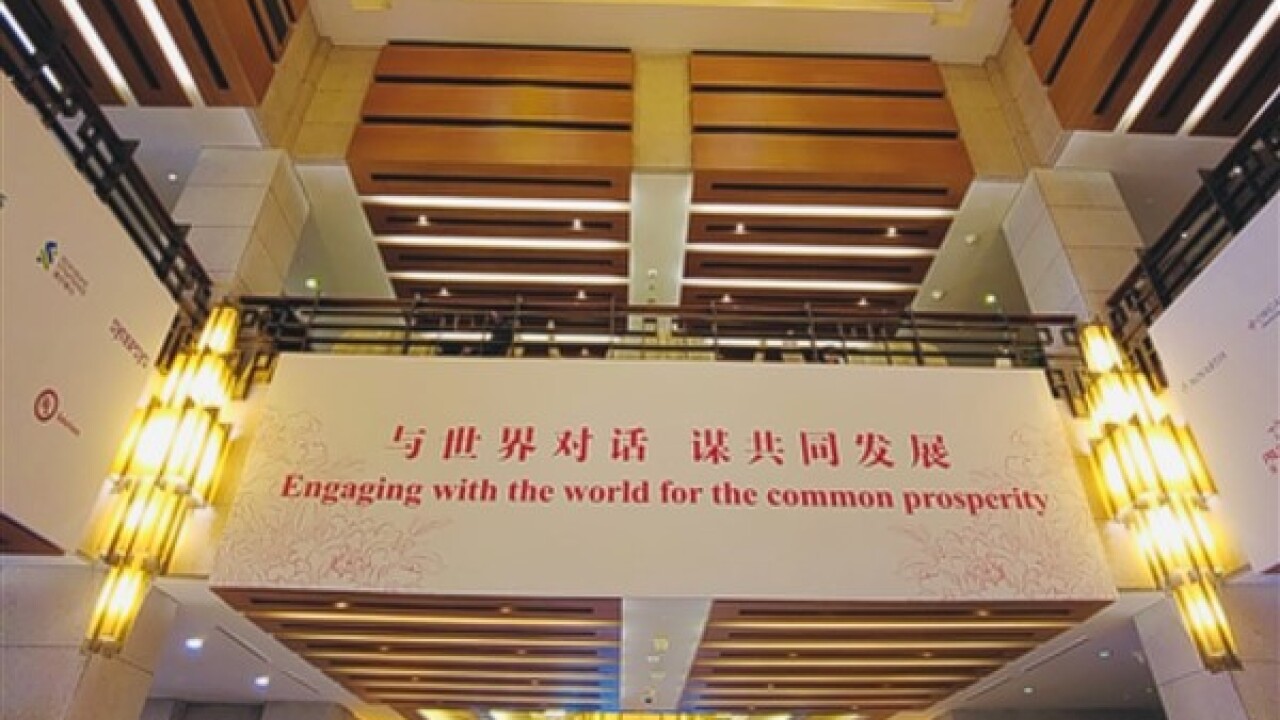 与世界对话 谋共同发展
Engaging with the world for the common prosperity